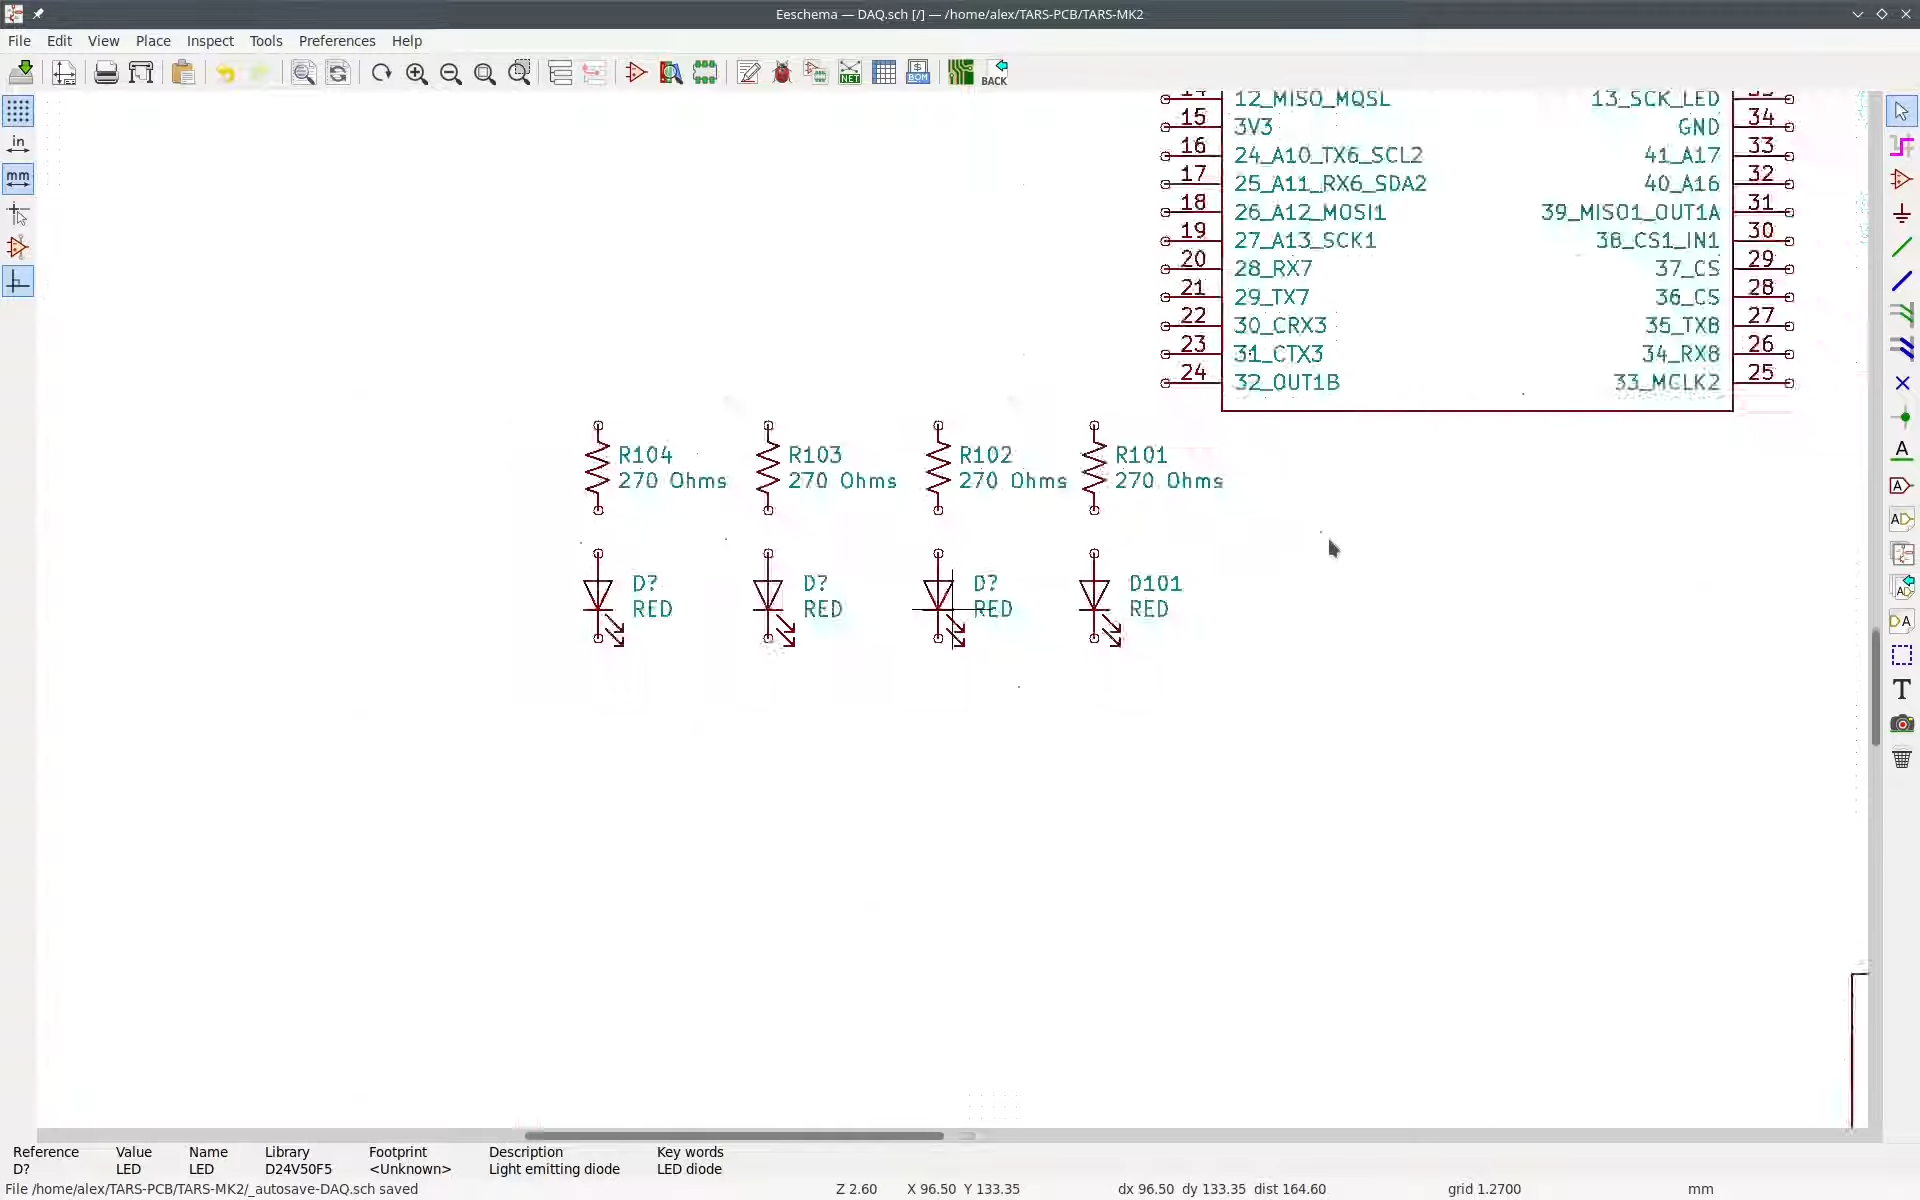 Eeschema — DAQ.sch [/] — /home/alex/TARS-PCB/TARS-MK2
File Edit View Place Inspect Tools Preferences Help
NET
$ BOM
BACK
in
mm
12_MISO_MQSL 13_SCK_LED
15 3V3 GND 34
16 24_A10_TX6_SCL2 41_A17 33
17 25_A11_RX6_SDA2 40_A16 32
18 26_A12_MOSI1 39_MISO1_OUT1A 31
19 27_A13_SCK1 38_CS1_IN1 30
20 28_RX7 37_CS 29
21 29_TX7 36_CS 28
22 30_CRX3 35_TX8 27
23 31_CTX3 34_RX8 26
24 32_OUT1B 33_MCLK2 25
R104 R103 R102 R101
270 Ohms 270 Ohms 270 Ohms 270 Ohms
D? D? D? D101
RED RED RED RED
A
A
A
A
A
T
Reference Value Name Library Footprint Description Key words
D? LED LED D24V50F5 <Unknown> Light emitting diode LED diode
File /home/alex/TARS-PCB/TARS-MK2/_autosave-DAQ.sch saved Z 2.60 X 96.50 Y 133.35 dx 96.50 dy 133.35 dist 164.60 grid 1.2700 mm